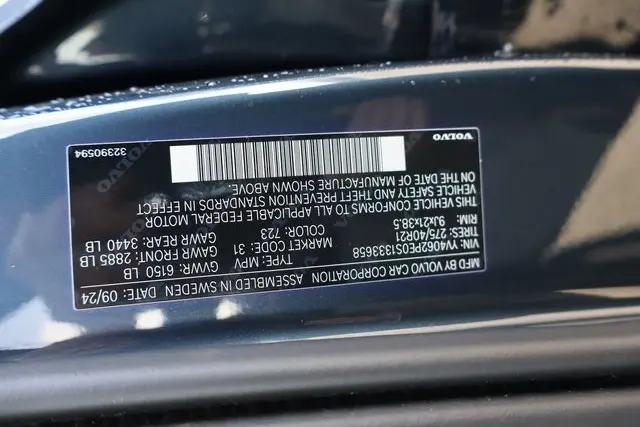 MFD BY VOLVO CAR CORPORATION ASSEMBLED IN SWEDEN DATE: 09/24
VIN: YV4062PE0S1333658 TYPE: MPV GVWR: 6150 LB
TIRES: 275/40R21 MARKET CODE: 31 GAWR FRONT: 2885 LB
RIM: 9Jx21x38.5 COLOR: 723 GAWR REAR: 3440 LB
THIS VEHICLE CONFORMS TO ALL APPLICABLE FEDERAL MOTOR
VEHICLE SAFETY AND THEFT PREVENTION STANDARDS IN EFFECT
ON THE DATE OF MANUFACTURE SHOWN ABOVE.
VOLVO 32390594